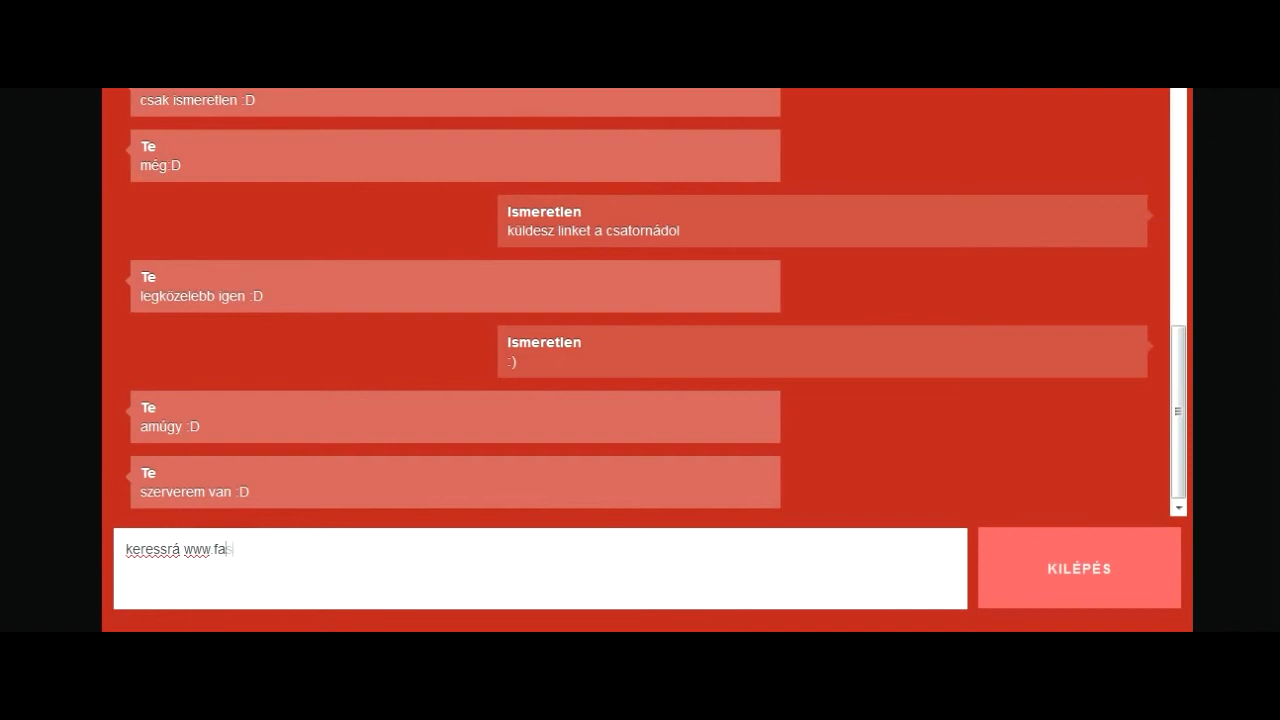 csak ismeretlen :D
Te
még:D
Ismeretlen
küldesz linket a csatornádol
Te
legközelebb igen :D
Ismeretlen
:)
Te
amúgy :D
Te
szerverem van :D
keressrá www.fas
KILÉPÉS